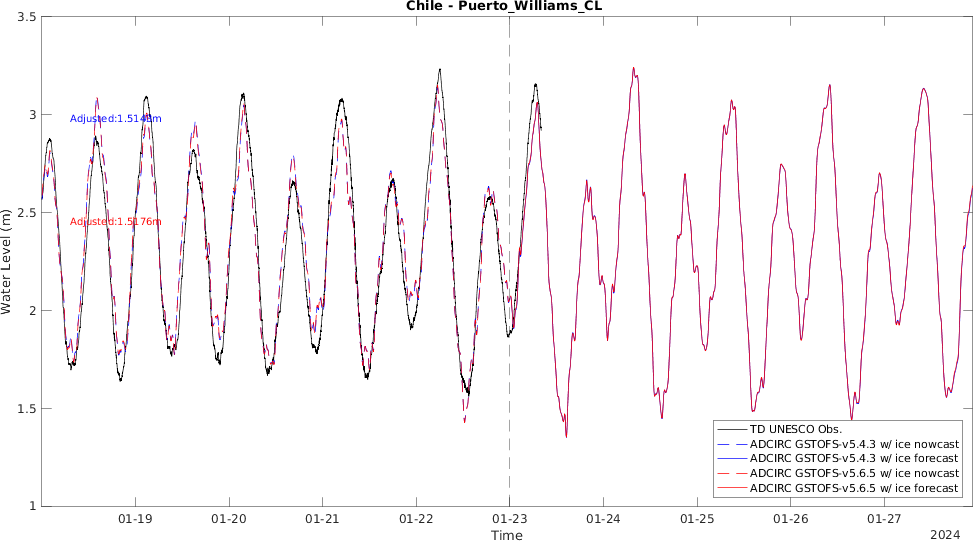 Chile - Puerto_Williams_CL
3.5
3
2.5
2
1.5
1
Water Level (m)
Adjusted:1.5148m
Adjusted:1.5176m
TD UNESCO Obs.
ADCIRC GSTOFS-v5.4.3 w/ ice nowcast
ADCIRC GSTOFS-v5.4.3 w/ ice forecast
ADCIRC GSTOFS-v5.6.5 w/ ice nowcast
ADCIRC GSTOFS-v5.6.5 w/ ice forecast
01-19
01-20
01-21
01-22
01-23
01-24
01-25
01-26
01-27
Time
2024